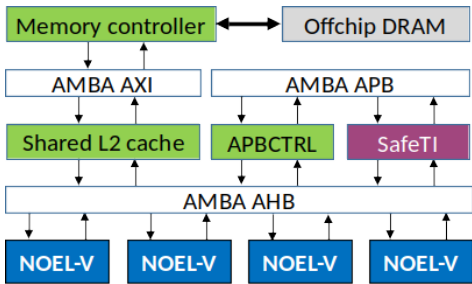 Memory controller
Offchip DRAM
AMBA AXI
AMBA APB
Shared L2 cache
APBCTRL
SafeTI
AMBA AHB
NOEL-V
NOEL-V
NOEL-V
NOEL-V